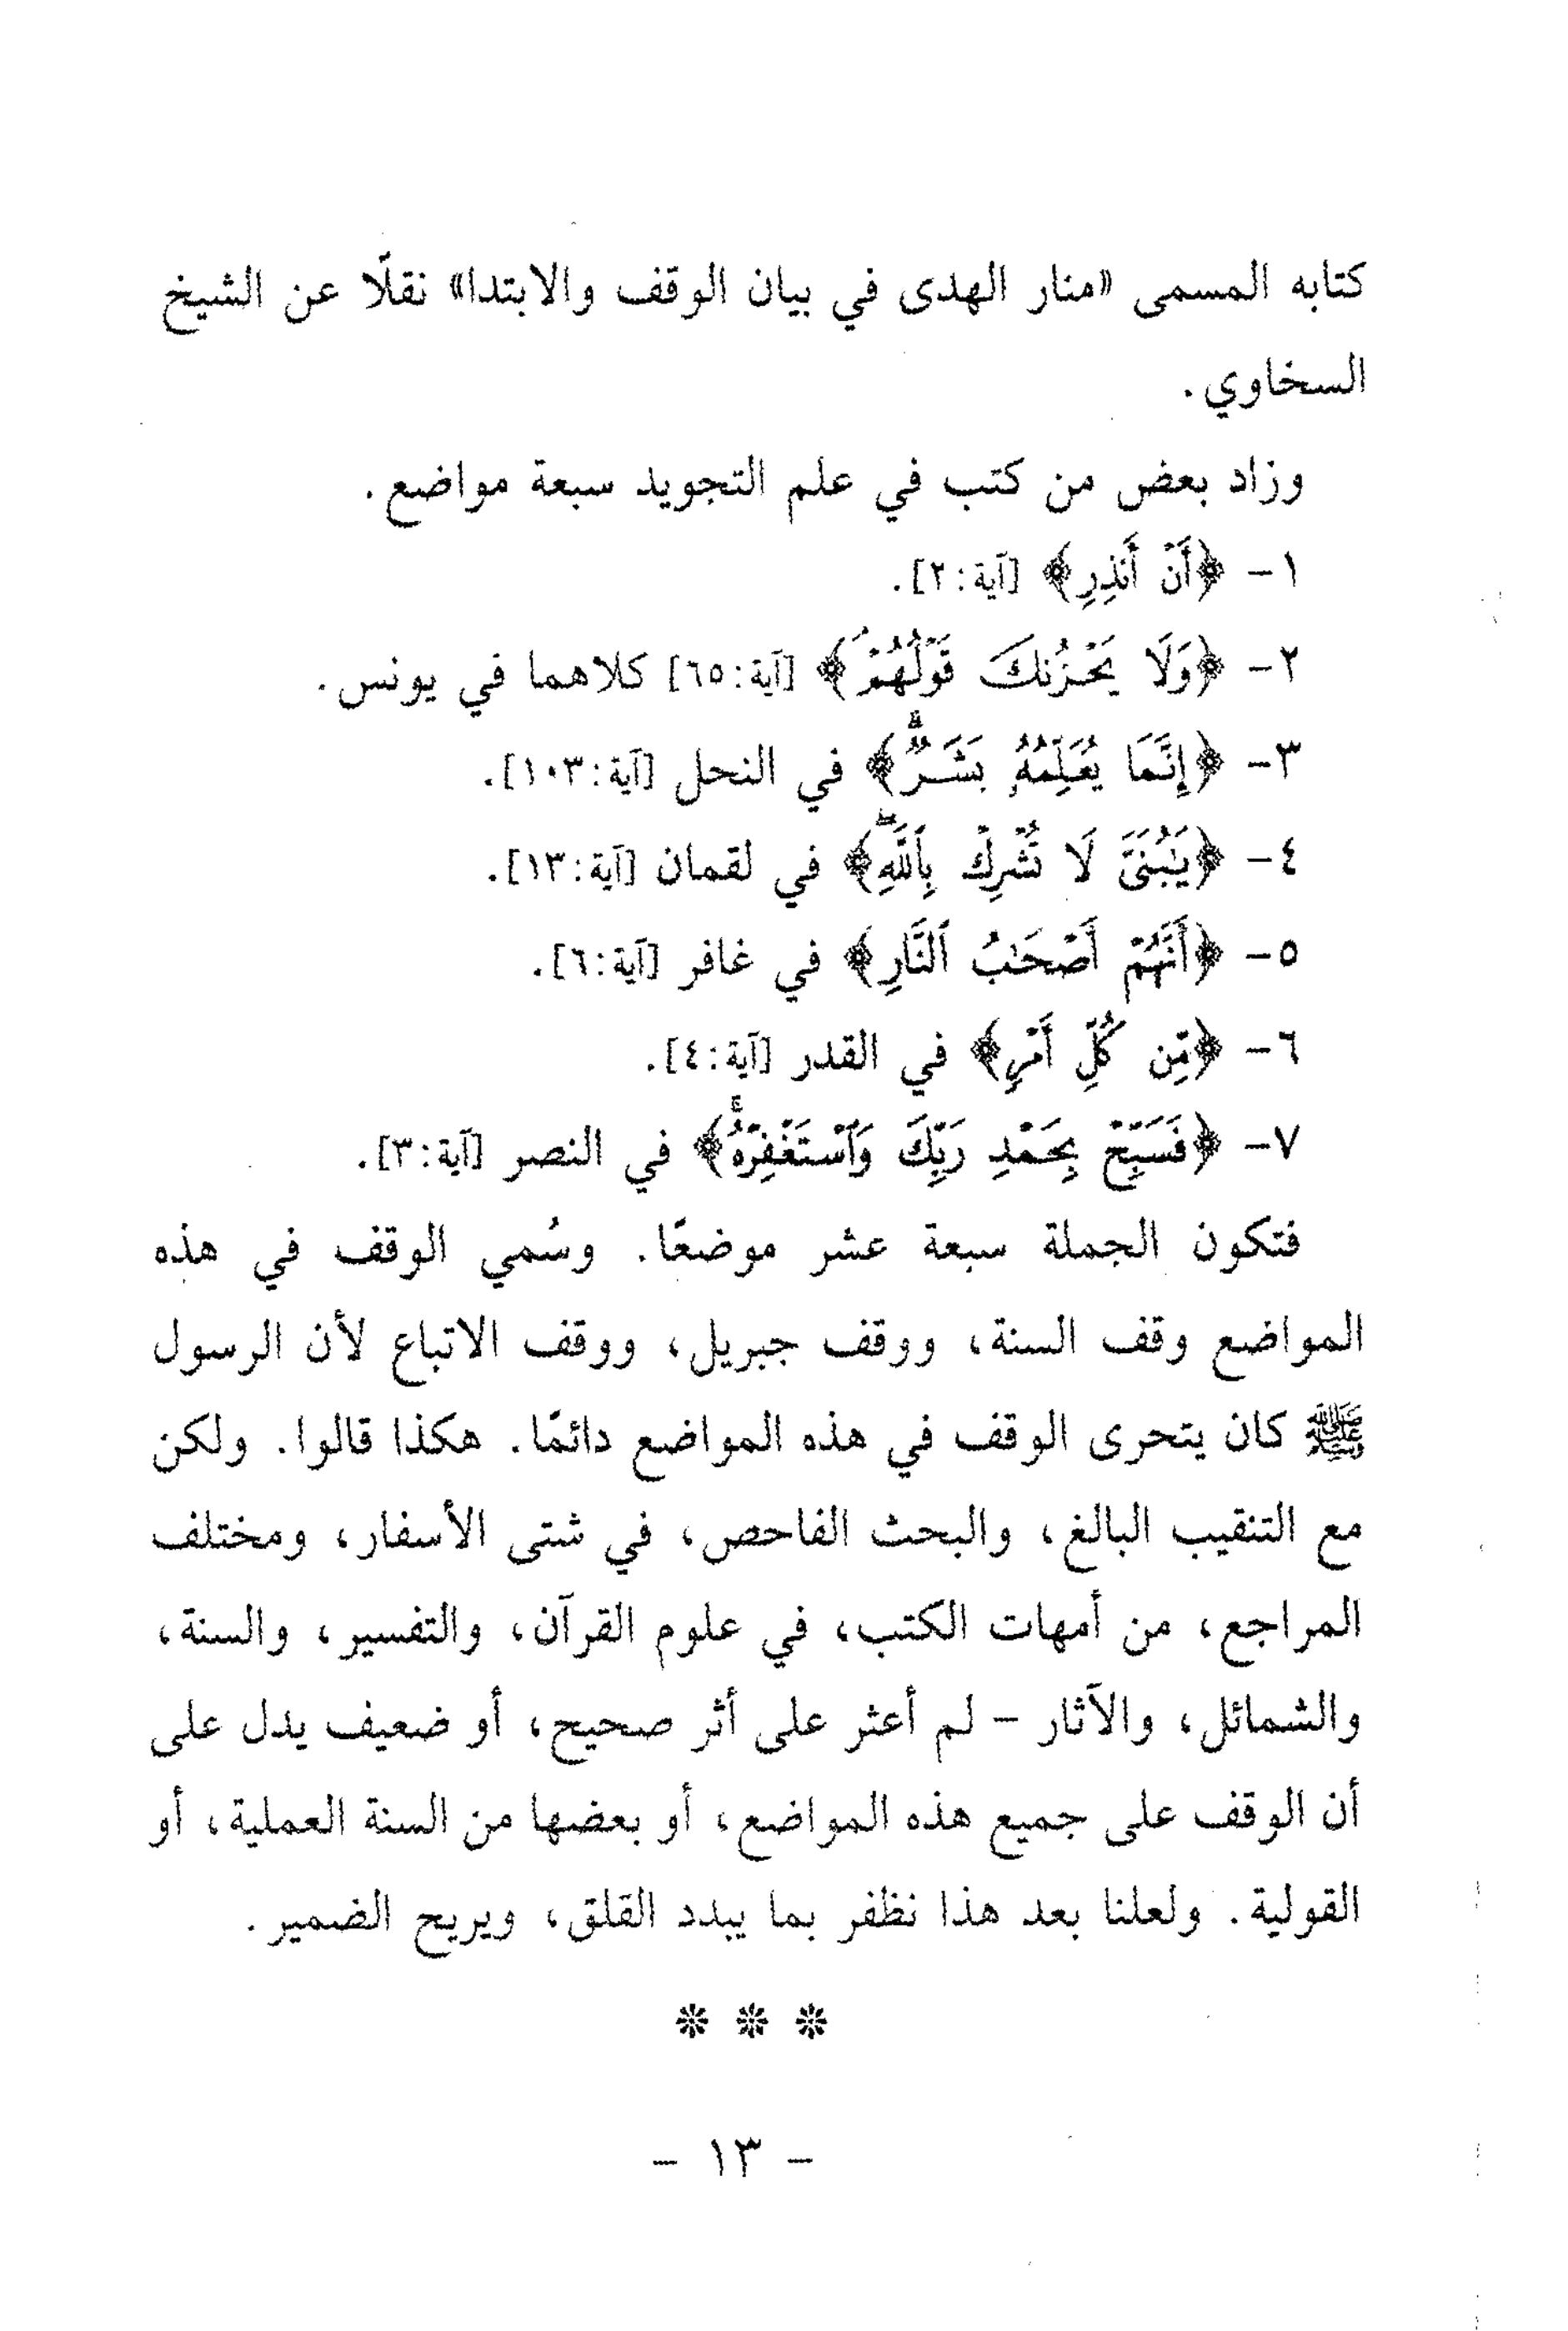 كتابه المسمى «منار الهدى في بيان الوقف والابتدا» نقلًا عن الشيخ
السخاوي.
وزاد بعض من كتب في علم التجويد سبعة مواضع.
١- ﴿أَنْ أَنذِرِ﴾ [آية: ٢].
٢- ﴿وَلَا يَحْزُنكَ قَوْلُهُمْۘ﴾ [آية: ٦٥] كلاهما في يونس.
٣- ﴿إِنَّمَا يُعَلِّمُهُۥ بَشَرٌۗ﴾ في النحل [آية: ١٠٣].
٤- ﴿يَٰبُنَىَّ لَا تُشْرِكْ بِٱللَّهِۖ﴾ في لقمان [آية: ١٣].
٥- ﴿أَنَّهُمْ أَصْحَٰبُ ٱلنَّارِ﴾ في غافر [آية: ٦].
٦- ﴿مِّن كُلِّ أَمْرٍ﴾ في القدر [آية: ٤].
٧- ﴿فَسَبِّحْ بِحَمْدِ رَبِّكَ وَٱسْتَغْفِرْهُۚ﴾ في النصر [آية: ٣].
فتكون الجملة سبعة عشر موضعًا. وسُمي الوقف في هذه
المواضع وقف السنة، ووقف جبريل، ووقف الاتباع لأن الرسول
ﷺ كان يتحرى الوقف في هذه المواضع دائمًا. هكذا قالوا. ولكن
مع التنقيب البالغ، والبحث الفاحص، في شتى الأسفار، ومختلف
المراجع، من أمهات الكتب، في علوم القرآن، والتفسير، والسنة،
والشمائل، والآثار - لم أعثر على أثر صحيح، أو ضعيف يدل على
أن الوقف على جميع هذه المواضع، أو بعضها من السنة العملية، أو
القولية. ولعلنا بعد هذا نظفر بما يبدد القلق، ويريح الضمير.
* * *
- ١٣ -